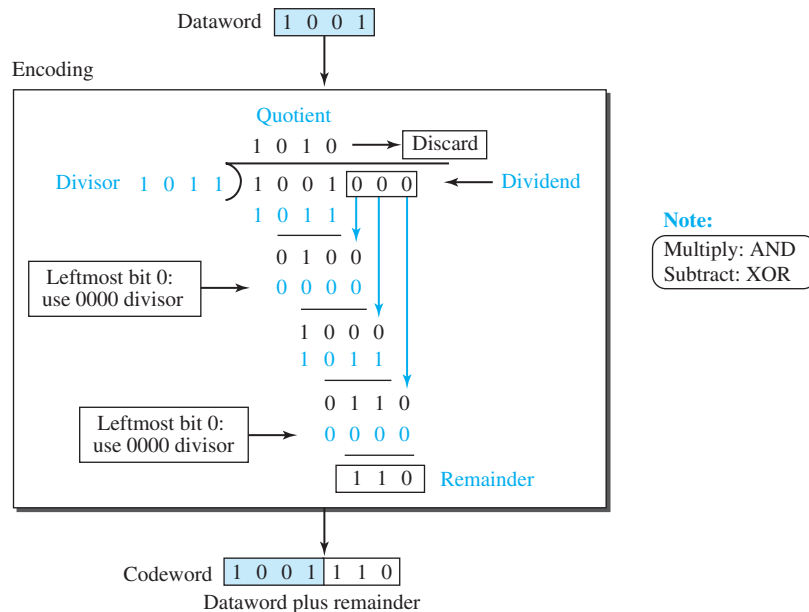 Dataword 1 0 0 1
Encoding
Quotient
1 0 1 0 Discard
Divisor 1 0 1 1 1 0 0 1 0 0 0 Dividend
1 0 1 1
0 1 0 0
Leftmost bit 0:
use 0000 divisor
0 0 0 0
1 0 0 0
1 0 1 1
0 1 1 0
Leftmost bit 0:
use 0000 divisor
0 0 0 0
1 1 0 Remainder
Note:
Multiply: AND
Subtract: XOR
Codeword 1 0 0 1 1 1 0
Dataword plus remainder